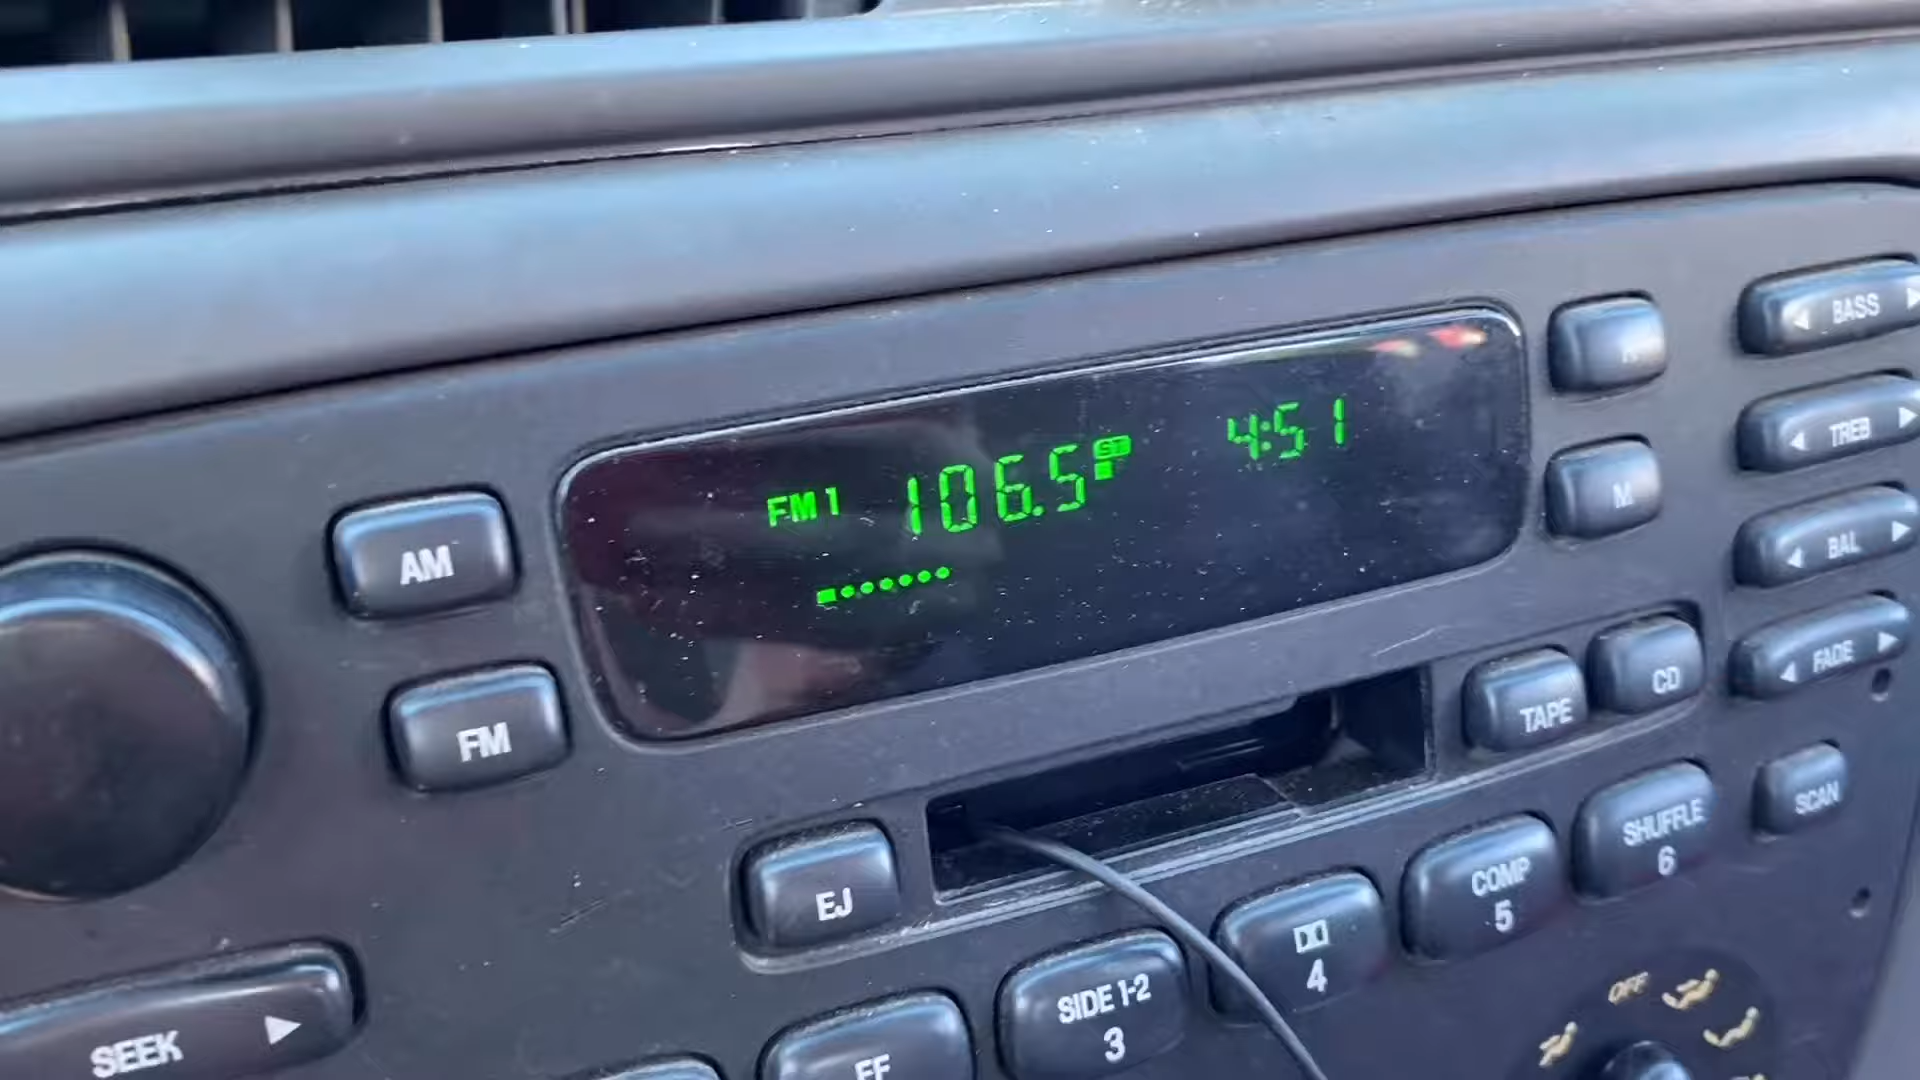 BASS
4:51
FM 1 106.5 ST
TREB
M
AM
BAL
FADE
CD
TAPE
FM
SCAN
SHUFFLE
6
COMP
5
EJ
4
SIDE 1-2
3
OFF
SEEK
FF